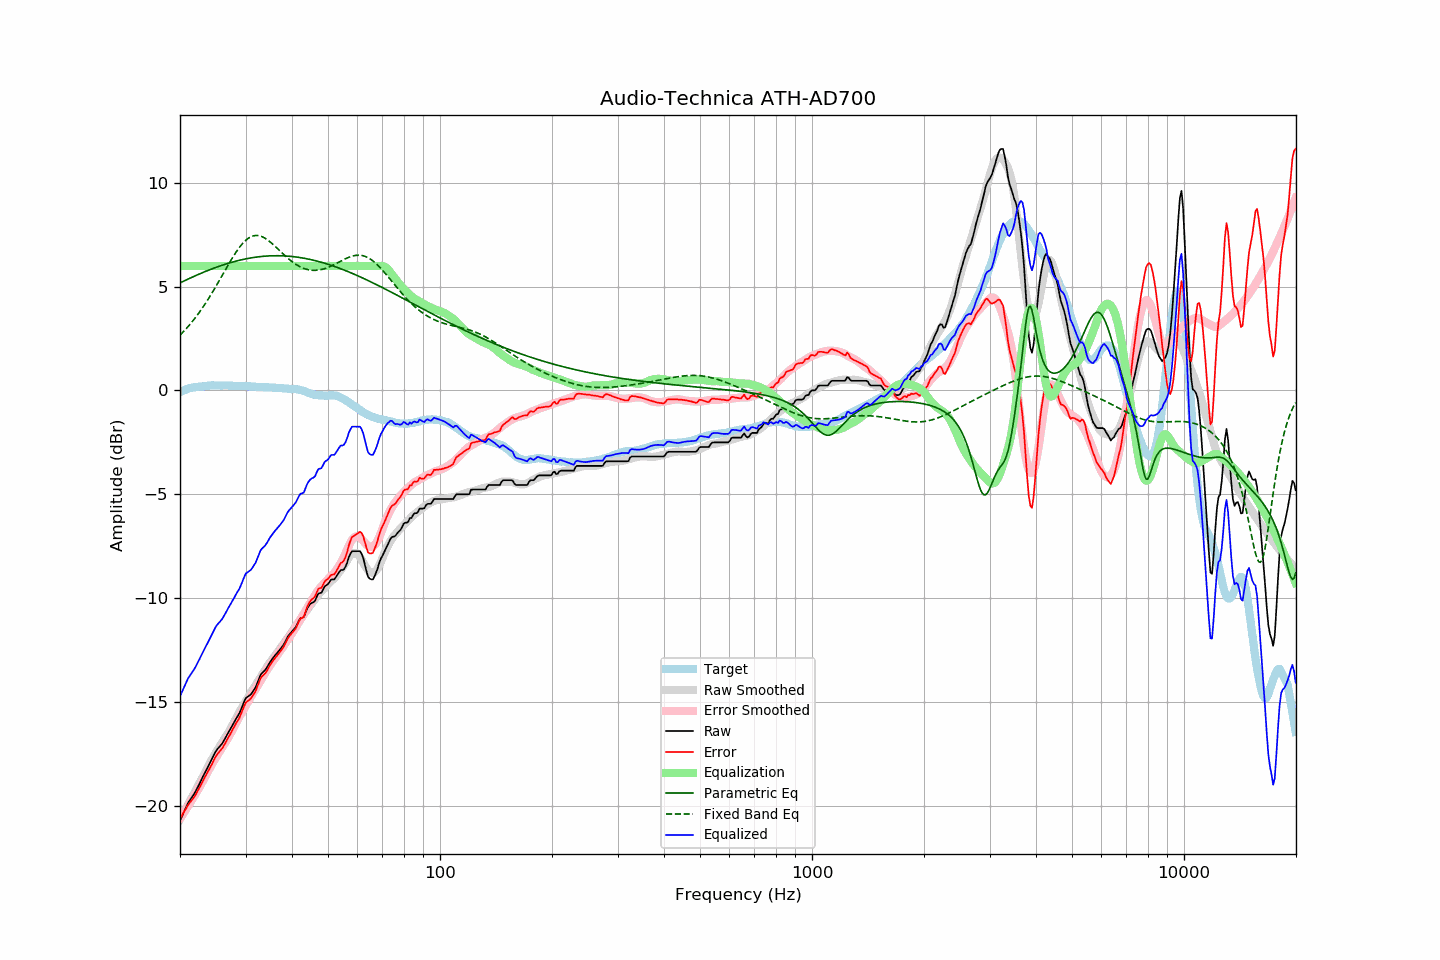 Audio-Technica ATH-AD700
Amplitude (dBr)
10
5
0
−5
−10
−15
−20
Target
Raw Smoothed
Error Smoothed
Raw
Error
Equalization
Parametric Eq
Fixed Band Eq
Equalized
100
1000
10000
Frequency (Hz)